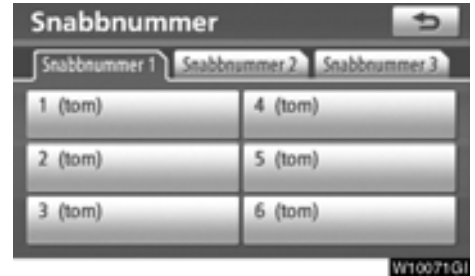 Snabbnummer
Snabbnummer 1 Snabbnummer 2 Snabbnummer 3
1 (tom) 4 (tom)
2 (tom) 5 (tom)
3 (tom) 6 (tom)
W10071GI